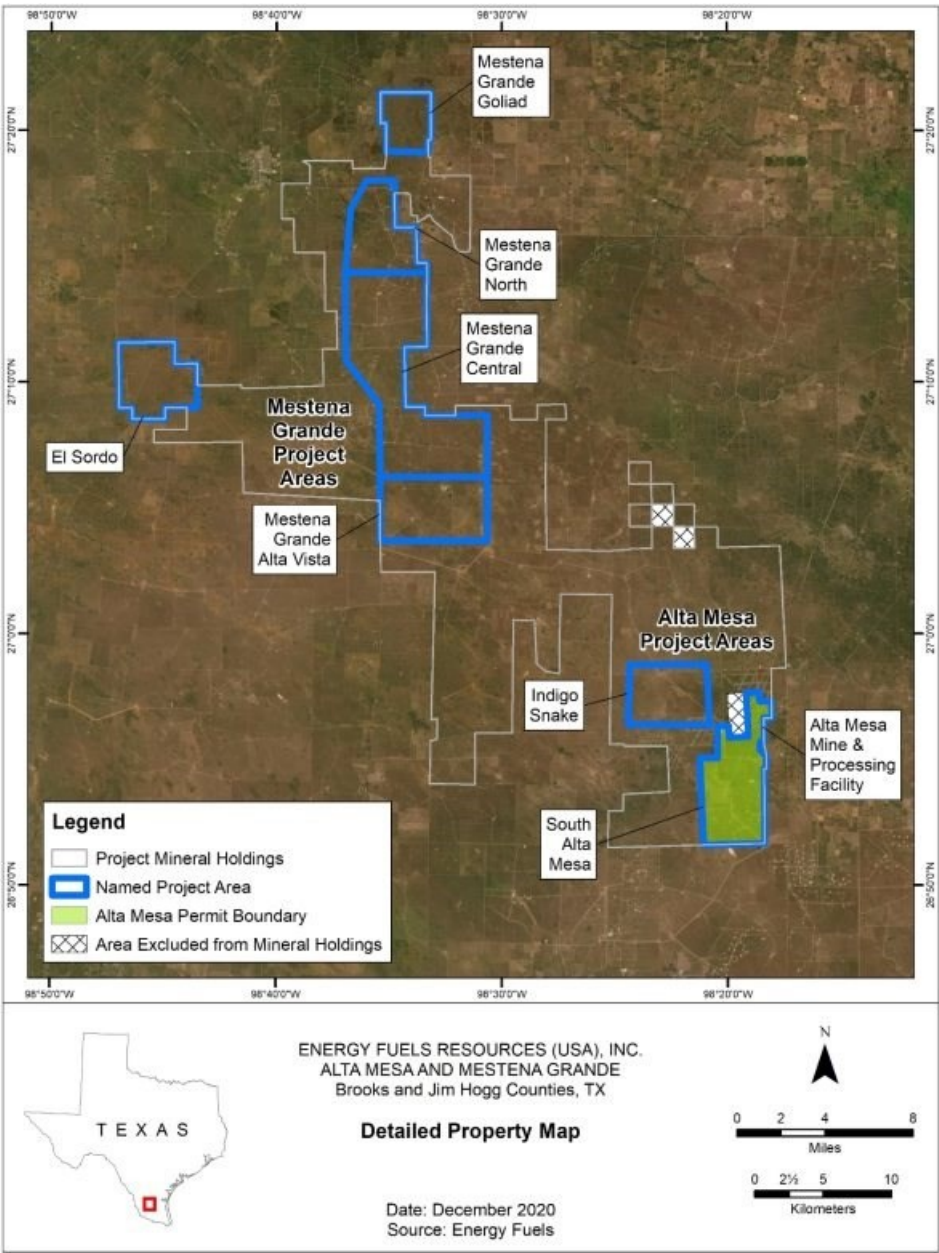 98°50'0"W 98°40'0"W 98°30'0"W 98°20'0"W
Mestena
Grande
Goliad
27°20'0"N 27°20'0"N
Mestena
Grande
North
Mestena
Grande
Central
27°10'0"N 27°10'0"N
Mestena
Grande
Project
Areas
El Sordo
Mestena
Grande
Alta Vista
27°0'0"N 27°0'0"N
Alta Mesa
Project Areas
Indigo
Snake
Alta Mesa
Mine &
Processing
Facility
South
Alta
Mesa
26°50'0"N 26°50'0"N
Legend
Project Mineral Holdings
Named Project Area
Alta Mesa Permit Boundary
Area Excluded from Mineral Holdings
98°50'0"W 98°40'0"W 98°30'0"W 98°20'0"W
TEXAS
ENERGY FUELS RESOURCES (USA), INC.
ALTA MESA AND MESTENA GRANDE
Brooks and Jim Hogg Counties, TX
Detailed Property Map
Date: December 2020
Source: Energy Fuels
N
0 2 4 8
Miles
0 2½ 5 10
Kilometers